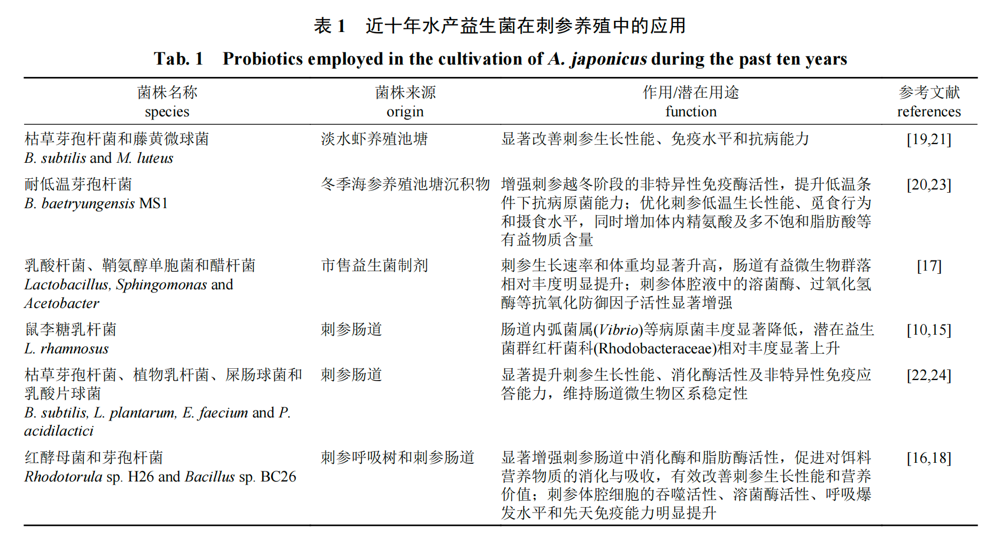 表 1 近十年水产益生菌在刺参养殖中的应用
Tab. 1 Probiotics employed in the cultivation of A. japonicus during the past ten years
菌株名称 菌株来源 作用/潜在用途 参考文献
species origin function references
枯草芽孢杆菌和藤黄微球菌 淡水虾养殖池塘 显著改善刺参生长性能、免疫水平和抗病能力 [19,21]
B. subtilis and M. luteus
耐低温芽孢杆菌 冬季海参养殖池塘沉积物 增强刺参越冬阶段的非特异性免疫酶活性，提升低温条 [20,23]
B. baetryungensis MS1 件下抗病原菌能力；优化刺参低温生长性能、觅食行为
和摄食水平，同时增加体内精氨酸及多不饱和脂肪酸等
有益物质含量
乳酸杆菌、鞘氨醇单胞菌和醋杆菌 市售益生菌制剂 刺参生长速率和体重均显著升高，肠道有益微生物群落 [17]
Lactobacillus, Sphingomonas and 相对丰度明显提升；刺参体腔液中的溶菌酶、过氧化氢
Acetobacter 酶等抗氧化防御因子活性显著增强
鼠李糖乳杆菌 刺参肠道 肠道内弧菌属(Vibrio)等病原菌丰度显著降低，潜在益生 [10,15]
L. rhamnosus 菌群红杆菌科(Rhodobacteraceae)相对丰度显著上升
枯草芽孢杆菌、植物乳杆菌、屎肠球菌和 刺参肠道 显著提升刺参生长性能、消化酶活性及非特异性免疫应 [22,24]
乳酸片球菌 答能力，维持肠道微生物区系稳定性
B. subtilis, L. plantarum, E. faecium and P.
acidilactici
红酵母菌和芽孢杆菌 刺参呼吸树和刺参肠道 显著增强刺参肠道中消化酶和脂肪酶活性，促进对饵料 [16,18]
Rhodotorula sp. H26 and Bacillus sp. BC26 营养物质的消化与吸收，有效改善刺参生长性能和营养
价值；刺参体腔细胞的吞噬活性、溶菌酶活性、呼吸爆
发水平和先天免疫能力明显提升